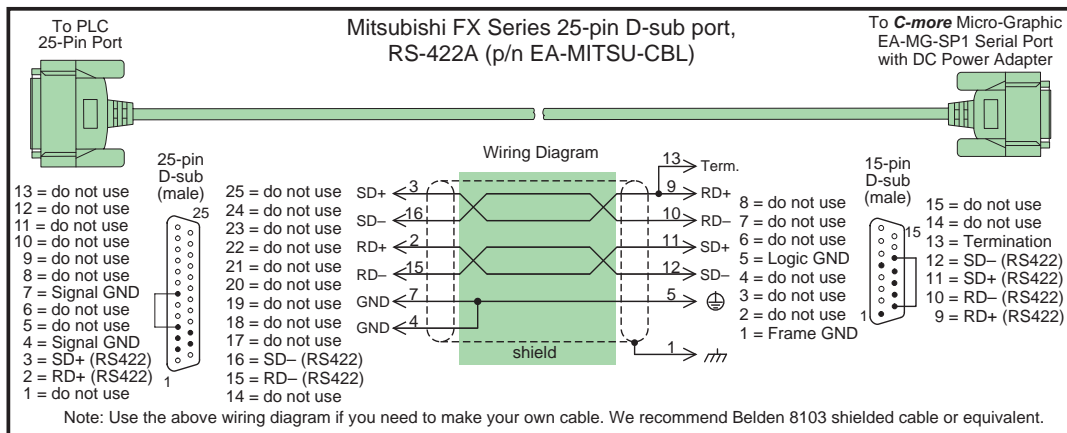 To PLC
25-Pin Port
Mitsubishi FX Series 25-pin D-sub port,
RS-422A (p/n EA-MITSU-CBL)
To C-more Micro-Graphic
EA-MG-SP1 Serial Port
with DC Power Adapter
25-pin
D-sub
(male)
13 = do not use
12 = do not use
11 = do not use
10 = do not use
9 = do not use
8 = do not use
7 = Signal GND
6 = do not use
5 = do not use
4 = Signal GND
3 = SD+ (RS422)
2 = RD+ (RS422)
1 = do not use
25
1
25 = do not use
24 = do not use
23 = do not use
22 = do not use
21 = do not use
20 = do not use
19 = do not use
18 = do not use
17 = do not use
16 = SD– (RS422)
15 = RD– (RS422)
14 = do not use
Wiring Diagram
SD+ 3
SD– 16
RD+ 2
RD– 15
GND 7
GND 4
shield
13 Term.
9 RD+
10 RD–
11 SD+
12 SD–
5
1
8 = do not use
7 = do not use
6 = do not use
5 = Logic GND
4 = do not use
3 = do not use
2 = do not use
1 = Frame GND
15-pin
D-sub
(male)
15
1
15 = do not use
14 = do not use
13 = Termination
12 = SD– (RS422)
11 = SD+ (RS422)
10 = RD– (RS422)
9 = RD+ (RS422)
Note: Use the above wiring diagram if you need to make your own cable. We recommend Belden 8103 shielded cable or equivalent.